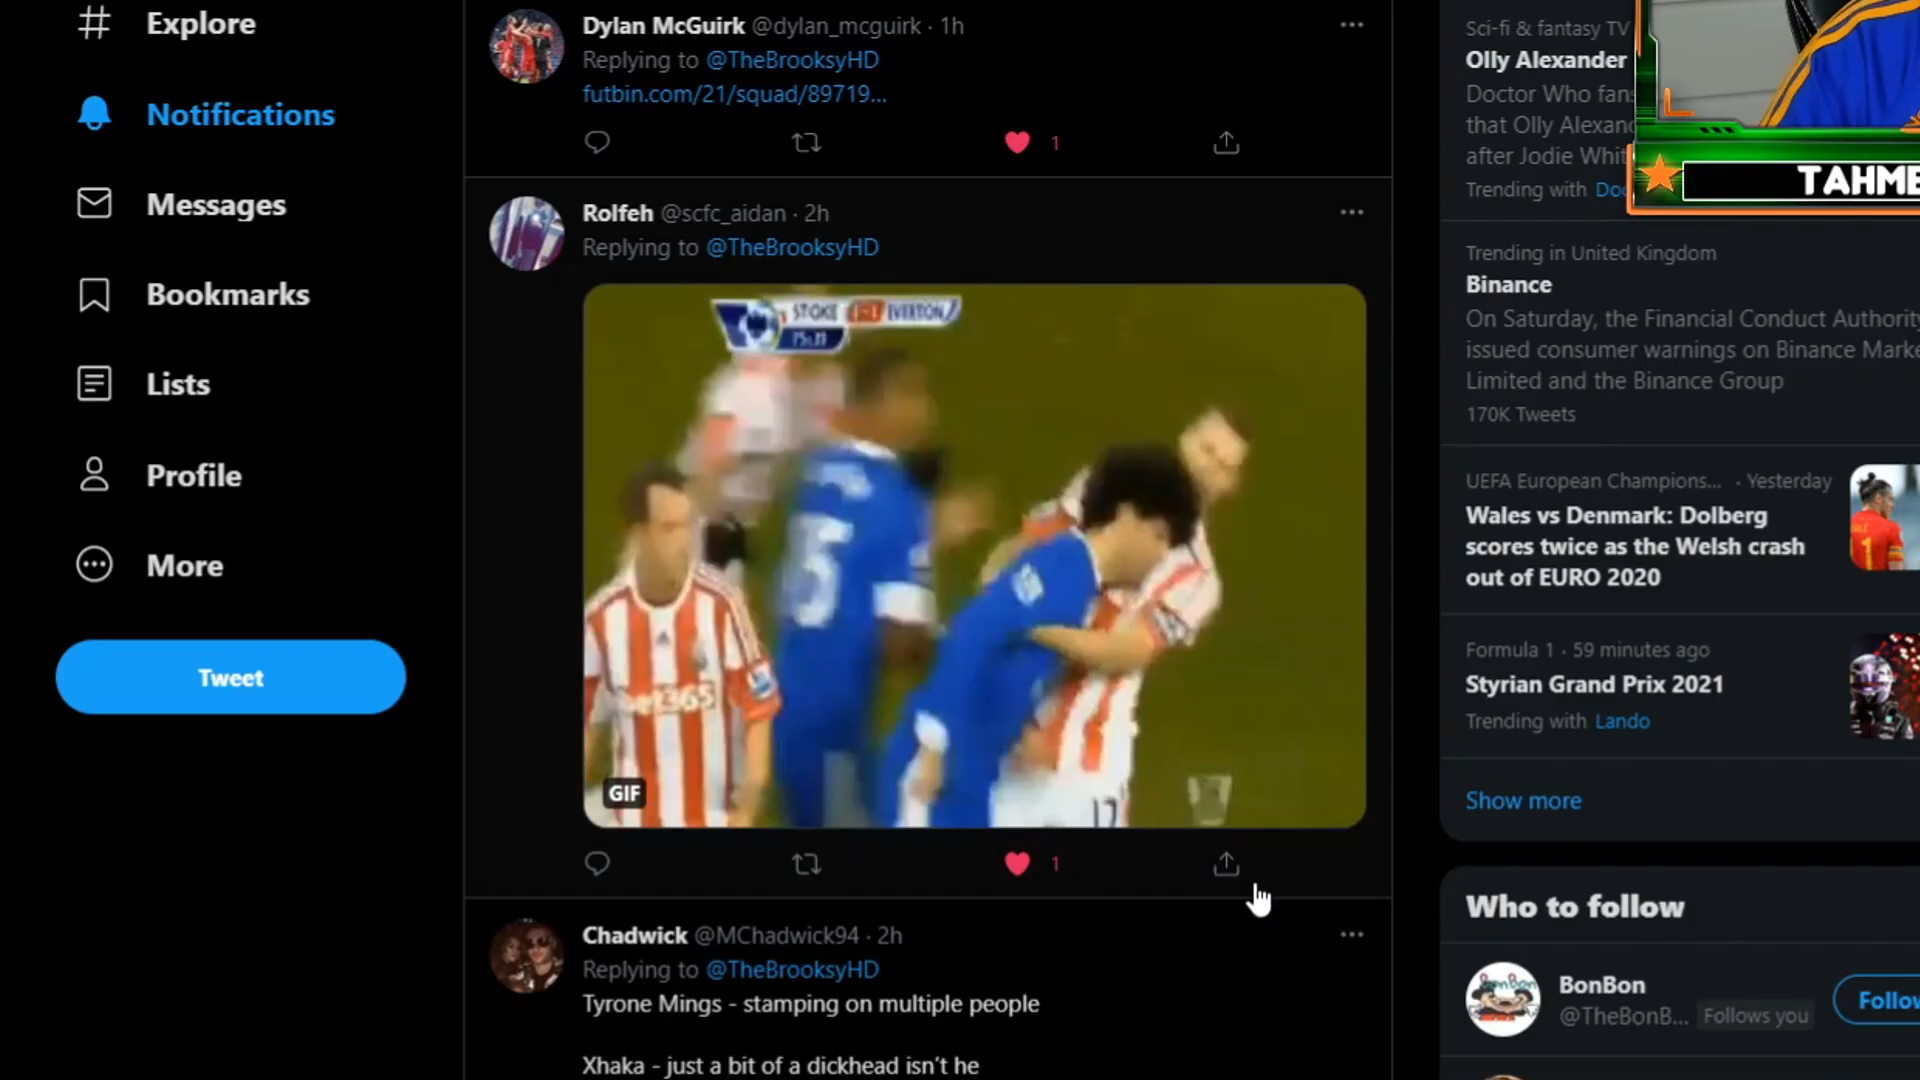 Explore
Notifications
Messages
Bookmarks
Lists
Profile
More
Tweet
Dylan McGuirk @dylan_mcguirk · 1h
Replying to @TheBrooksyHD
futbin.com/21/squad/89719...
1
Rolfeh @scfc_aidan · 2h
Replying to @TheBrooksyHD
STOKE 1-1 EVERTON
bet365
17
GIF
1
Chadwick @MChadwick94 · 2h
Replying to @TheBrooksyHD
Tyrone Mings - stamping on multiple people
Xhaka - just a bit of a dickhead isn't he
Sci-fi & fantasy TV
Olly Alexander
Doctor Who fans
that Olly Alexand
after Jodie Whit
Trending with Doc
TAHME
Trending in United Kingdom
Binance
On Saturday, the Financial Conduct Authority
issued consumer warnings on Binance Marke
Limited and the Binance Group
170K Tweets
UEFA European Champions... · Yesterday
Wales vs Denmark: Dolberg
scores twice as the Welsh crash
out of EURO 2020
Formula 1 · 59 minutes ago
Styrian Grand Prix 2021
Trending with Lando
Show more
Who to follow
BonBon
@TheBonB... Follows you
Follow